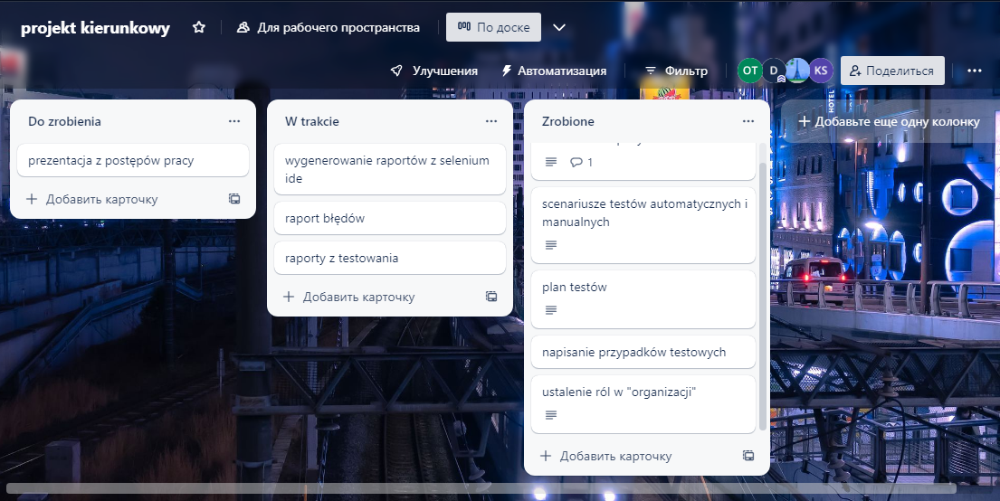 projekt kierunkowy
Для рабочего пространства
По доске
Улучшения
Автоматизация
Фильтр
OT
D
KS
Поделиться
Do zrobienia
prezentacja z postępów pracy
Добавить карточку
W trakcie
wygenerowanie raportów z selenium
ide
raport błędów
raporty z testowania
Добавить карточку
Zrobione
1
scenariusze testów automatycznych i
manualnych
plan testów
napisanie przypadków testowych
ustalenie ról w "organizacji"
Добавить карточку
Добавьте еще одну колонку
HOTEL